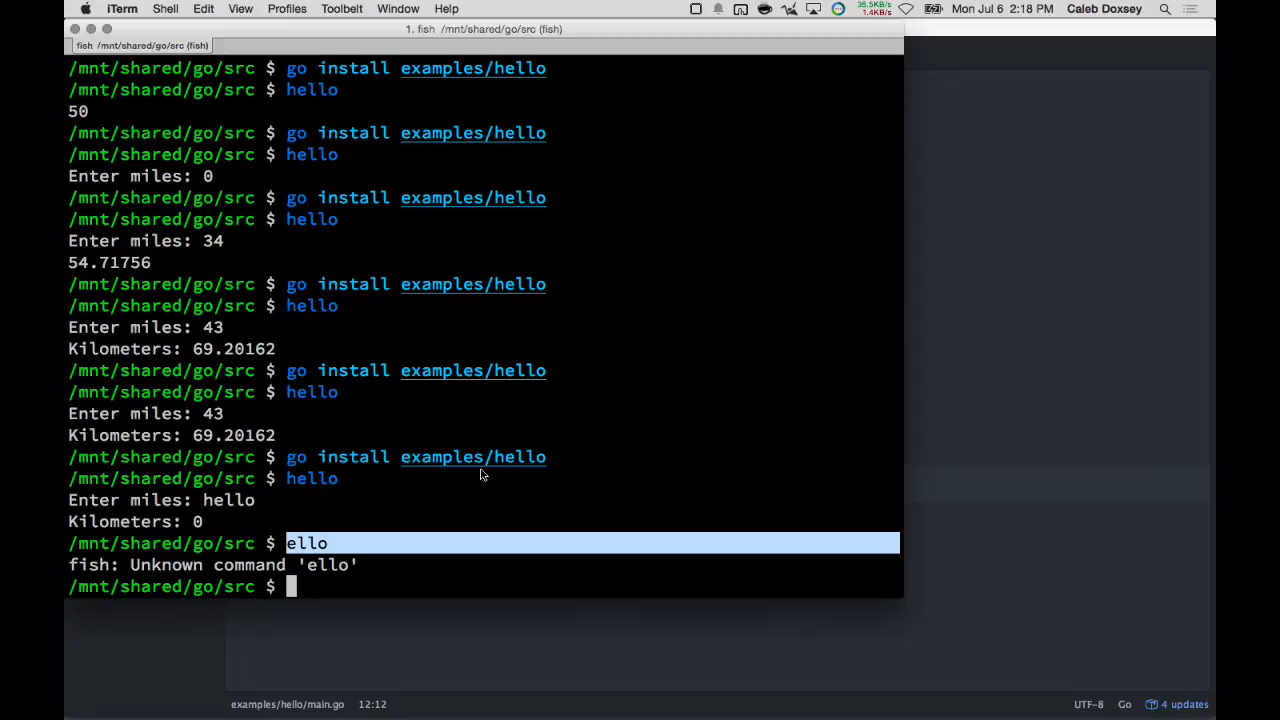 iTerm Shell Edit View Profiles Toolbelt Window Help 35.5KB/s 1.4KB/s Mon Jul 6 2:18 PM Caleb Doxsey
1. fish /mnt/shared/go/src (fish)
fish /mnt/shared/go/src (fish)
/mnt/shared/go/src $ go install examples/hello
/mnt/shared/go/src $ hello
50
/mnt/shared/go/src $ go install examples/hello
/mnt/shared/go/src $ hello
Enter miles: 0
/mnt/shared/go/src $ go install examples/hello
/mnt/shared/go/src $ hello
Enter miles: 34
54.71756
/mnt/shared/go/src $ go install examples/hello
/mnt/shared/go/src $ hello
Enter miles: 43
Kilometers: 69.20162
/mnt/shared/go/src $ go install examples/hello
/mnt/shared/go/src $ hello
Enter miles: 43
Kilometers: 69.20162
/mnt/shared/go/src $ go install examples/hello
/mnt/shared/go/src $ hello
Enter miles: hello
Kilometers: 0
/mnt/shared/go/src $ ello
fish: Unknown command 'ello'
/mnt/shared/go/src $
examples/hello/main.go 12:12 UTF-8 Go 4 updates